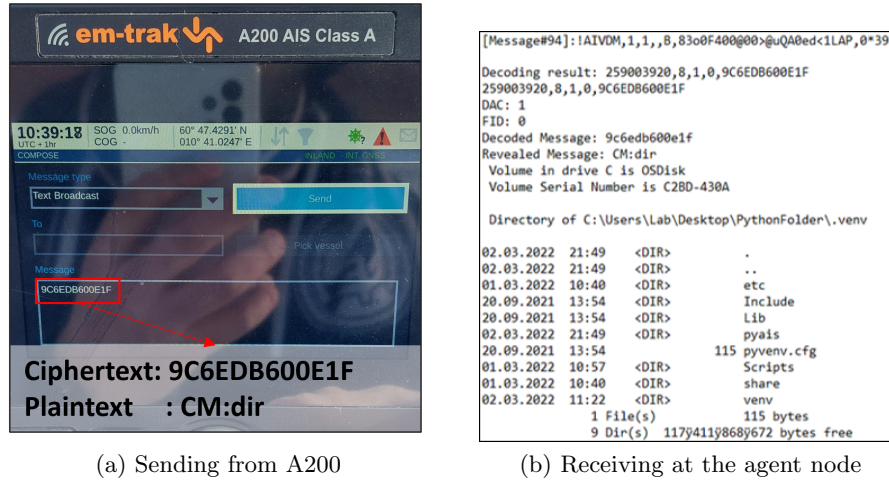 em-trak A200 AIS Class A
10:39:18 SOG 0.0km/h 60° 47.4291' N
UTC + 1hr COG - 010° 41.0247' E
COMPOSE INLAND INT GNSS
Message type
Text Broadcast Send
To
Pick vessel
Message
9C6EDB600E1F
Ciphertext: 9C6EDB600E1F
Plaintext : CM:dir
(a) Sending from A200
[Message#94]:!AIVDM,1,1,,B,83o0F400@00>@uQA0ed<1LAP,0*39
Decoding result: 259003920,8,1,0,9C6EDB600E1F
259003920,8,1,0,9C6EDB600E1F
DAC: 1
FID: 0
Decoded Message: 9c6edb600e1f
Revealed Message: CM:dir
Volume in drive C is OSDisk
Volume Serial Number is C2BD-430A
Directory of C:\Users\Lab\Desktop\PythonFolder\.venv
02.03.2022 21:49 <DIR> .
02.03.2022 21:49 <DIR> ..
01.03.2022 10:40 <DIR> etc
20.09.2021 13:54 <DIR> Include
20.09.2021 13:54 <DIR> Lib
02.03.2022 21:49 <DIR> pyais
20.09.2021 13:54 115 pyvenv.cfg
01.03.2022 10:57 <DIR> Scripts
01.03.2022 10:40 <DIR> share
02.03.2022 11:22 <DIR> venv
1 File(s) 115 bytes
9 Dir(s) 117ÿ411ÿ868ÿ672 bytes free
(b) Receiving at the agent node